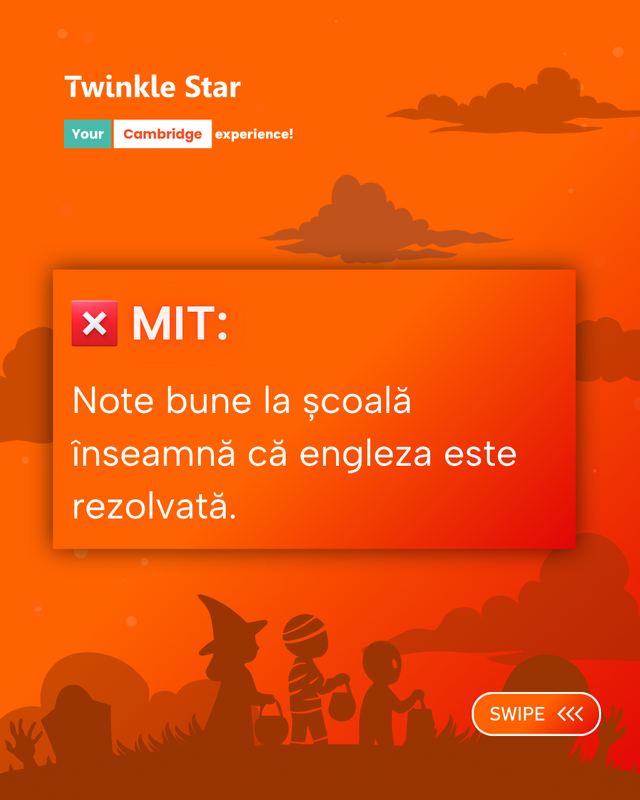 Twinkle Star
Your Cambridge experience!
❌ MIT:
Note bune la școală
înseamnă că engleza este
rezolvată.
SWIPE <<<